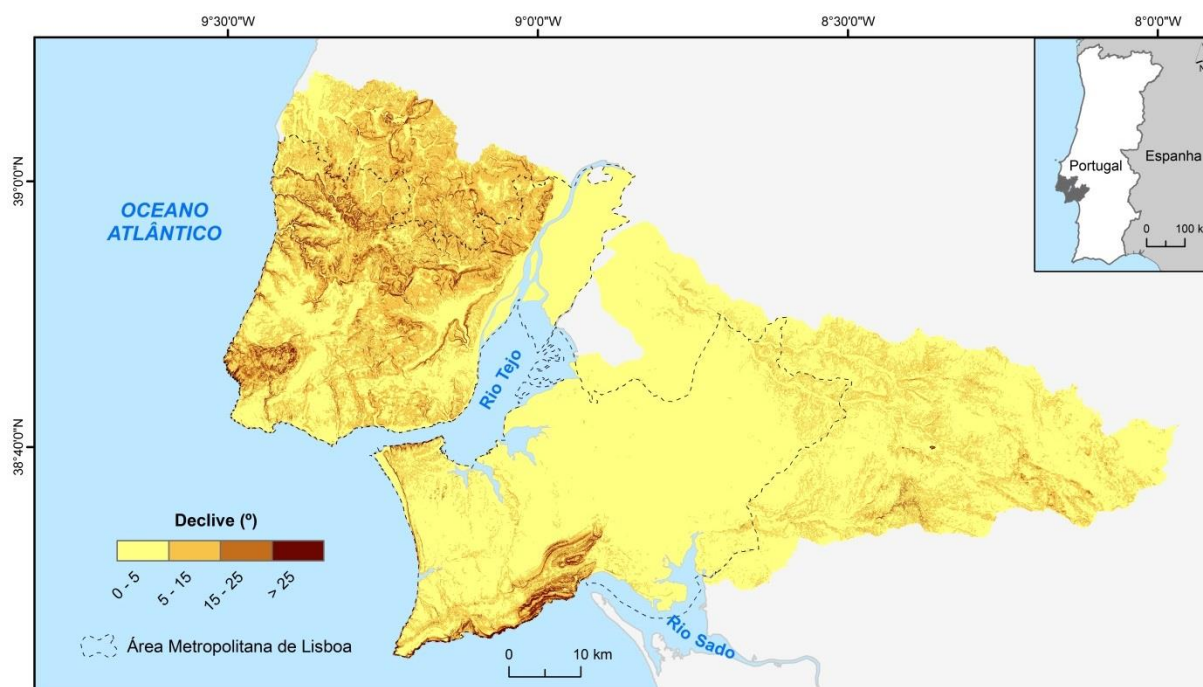 9°30'0"W
9°0'0"W
8°30'0"W
8°0'0"W
39°0'0"N
38°40'0"N
OCEANO
ATLÂNTICO
Rio Tejo
Rio Sado
Portugal
Espanha
N
0 100 km
Declive (º)
0 - 5
5 - 15
15 - 25
> 25
Área Metropolitana de Lisboa
0 10 km